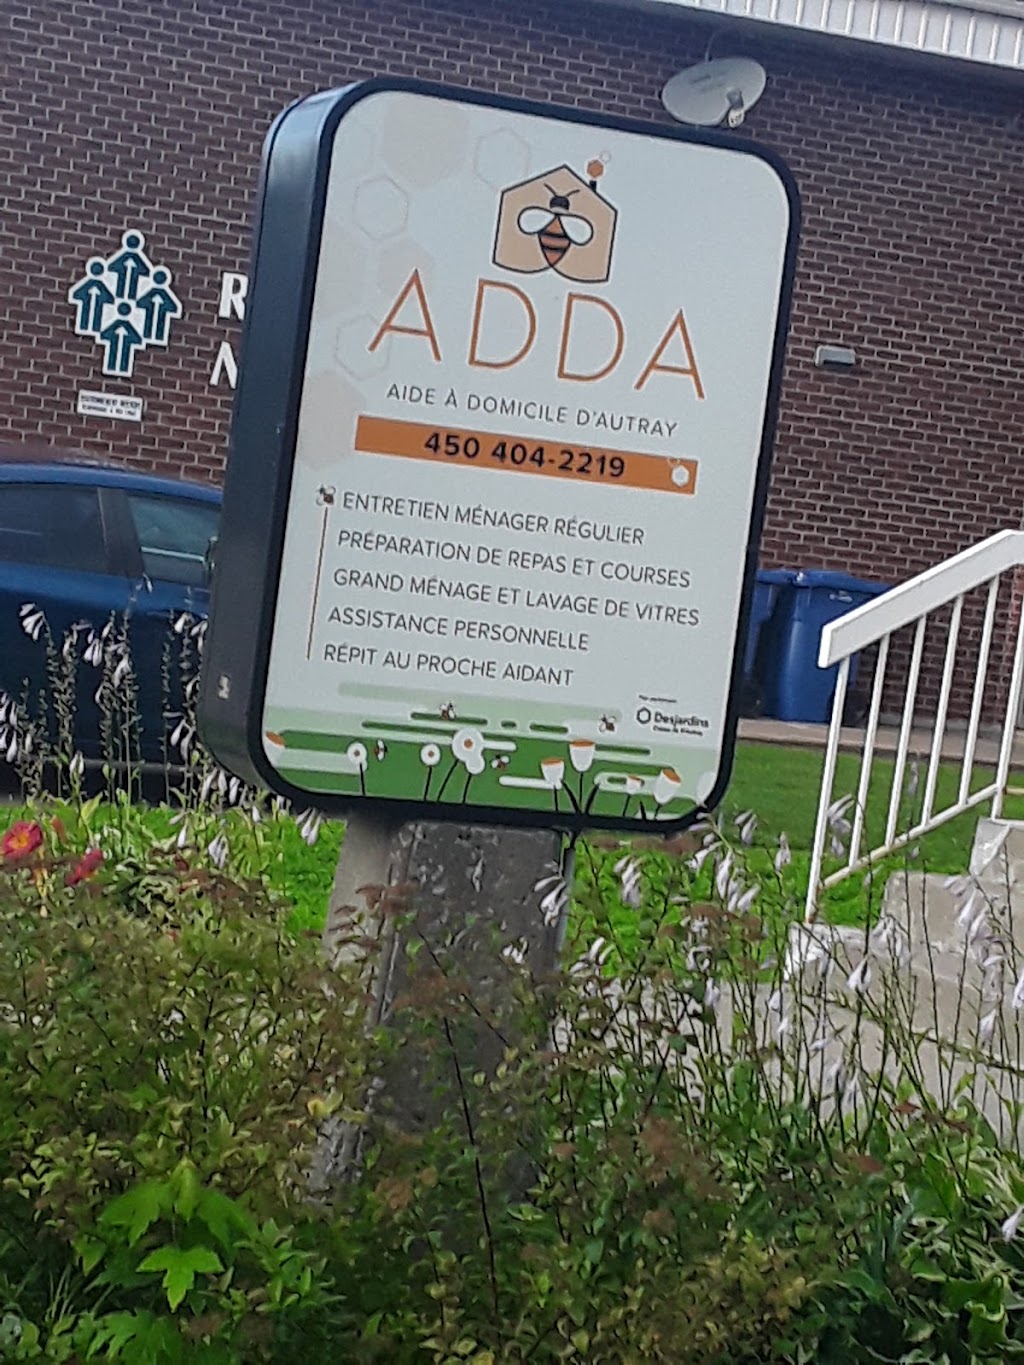 ADDA
AIDE À DOMICILE D'AUTRAY
450 404-2219
ENTRETIEN MÉNAGER RÉGULIER
PRÉPARATION DE REPAS ET COURSES
GRAND MÉNAGE ET LAVAGE DE VITRES
ASSISTANCE PERSONNELLE
RÉPIT AU PROCHE AIDANT
Desjardins
R